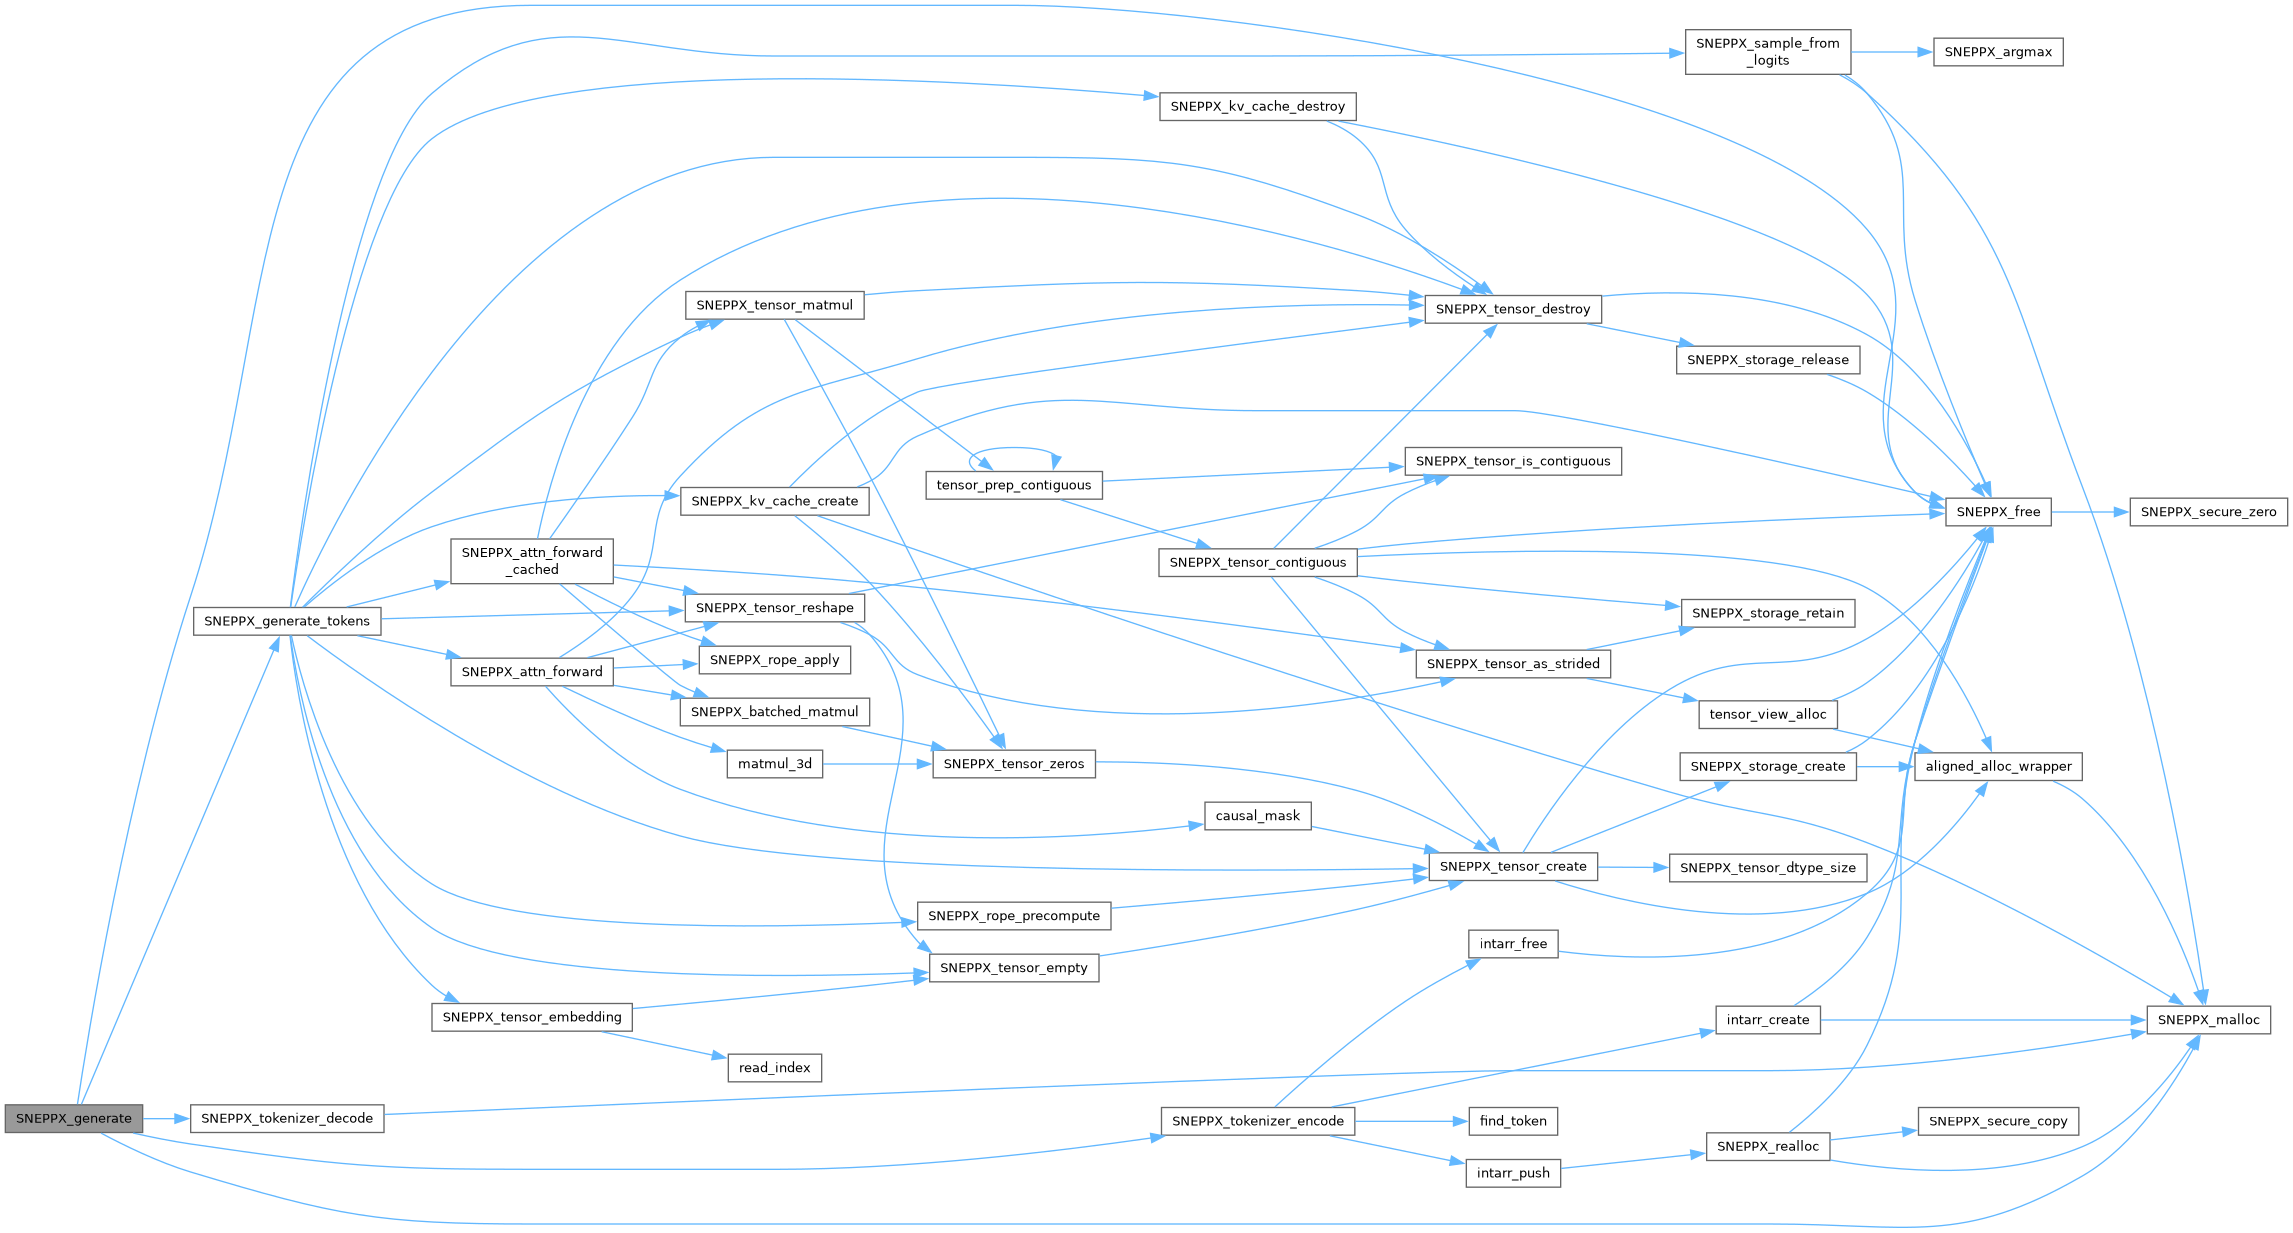 SNEPPX_generate
SNEPPX_generate_tokens
SNEPPX_tokenizer_decode
SNEPPX_attn_forward
_cached
SNEPPX_attn_forward
SNEPPX_tensor_embedding
SNEPPX_tensor_matmul
SNEPPX_kv_cache_create
SNEPPX_tensor_reshape
SNEPPX_rope_apply
SNEPPX_batched_matmul
matmul_3d
read_index
tensor_prep_contiguous
SNEPPX_tensor_zeros
SNEPPX_rope_precompute
SNEPPX_tensor_empty
SNEPPX_kv_cache_destroy
SNEPPX_tensor_contiguous
causal_mask
SNEPPX_tokenizer_encode
SNEPPX_tensor_destroy
SNEPPX_tensor_is_contiguous
SNEPPX_tensor_as_strided
SNEPPX_tensor_create
intarr_free
find_token
intarr_push
SNEPPX_sample_from
_logits
SNEPPX_storage_release
SNEPPX_storage_retain
tensor_view_alloc
SNEPPX_storage_create
SNEPPX_tensor_dtype_size
intarr_create
SNEPPX_realloc
SNEPPX_argmax
SNEPPX_free
aligned_alloc_wrapper
SNEPPX_secure_copy
SNEPPX_secure_zero
SNEPPX_malloc